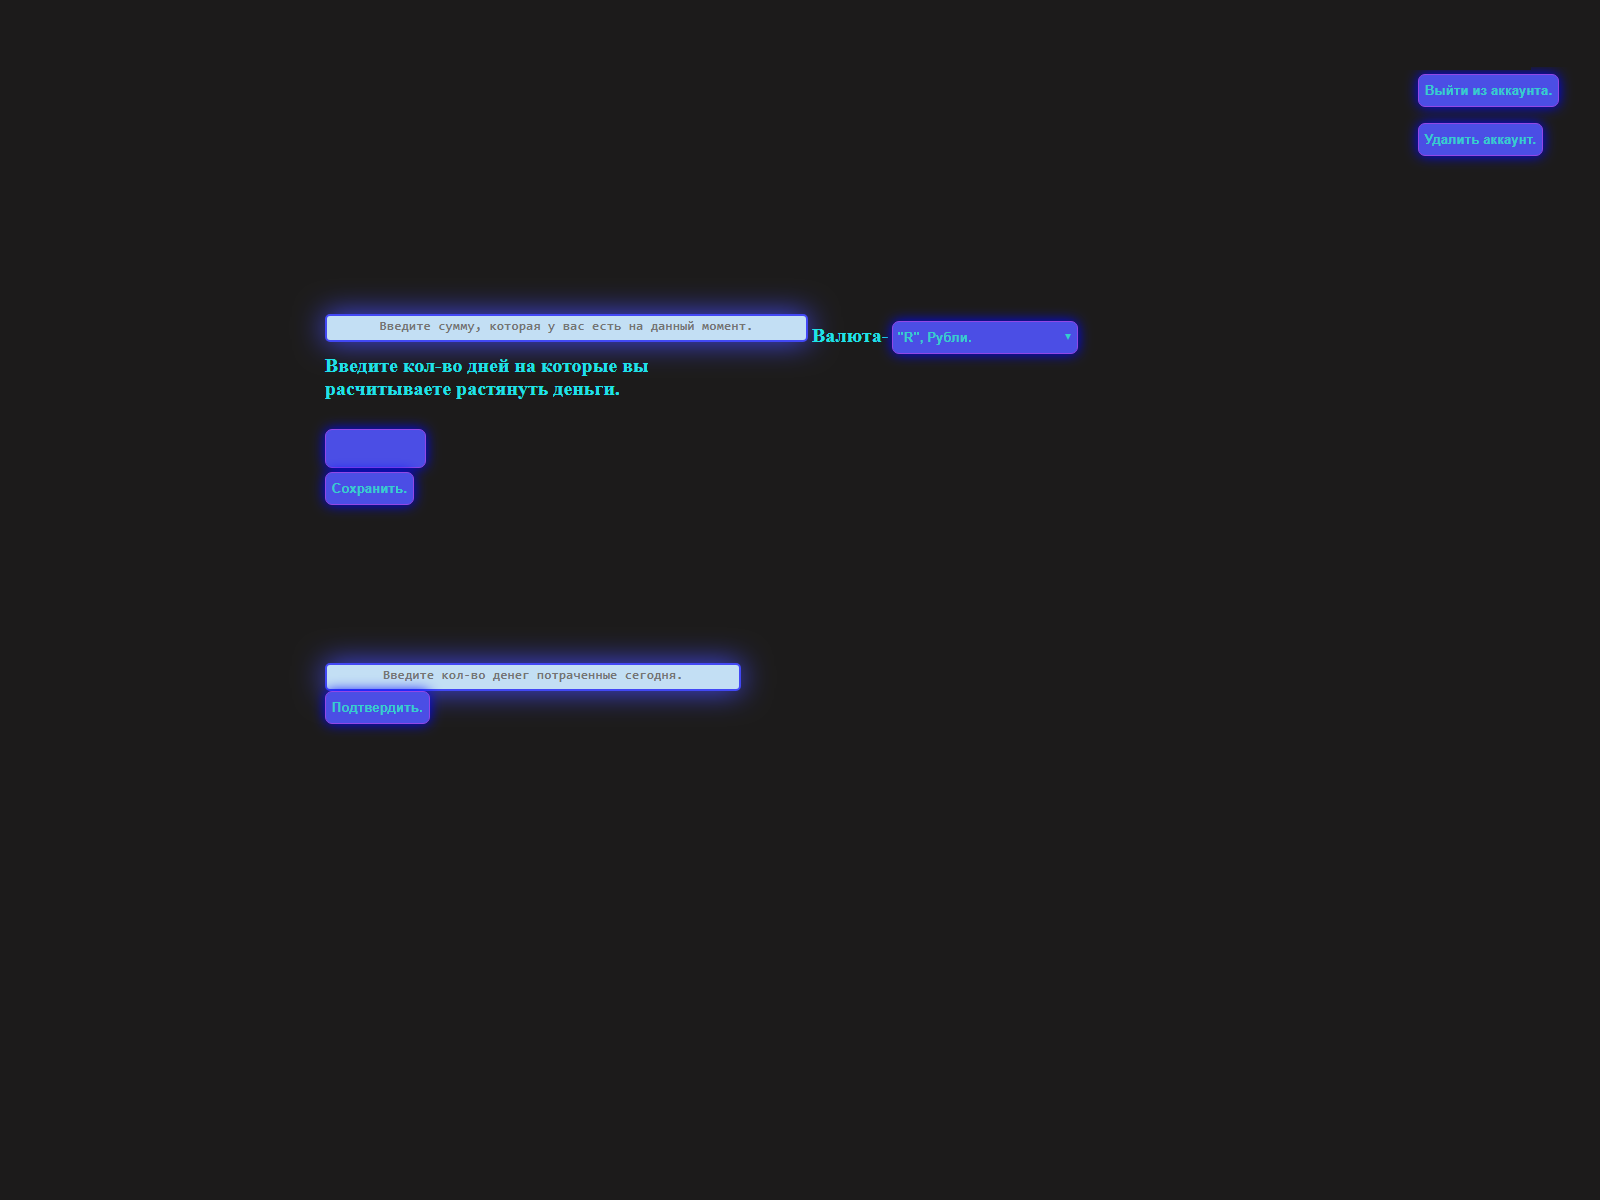 Выйти из аккаунта.
Удалить аккаунт.
Введите сумму, которая у вас есть на данный момент.
Валюта- "R", Рубли.
Введите кол-во дней на которые вы
расчитываете растянуть деньги.
Сохранить.
Введите кол-во денег потраченные сегодня.
Подтвердить.